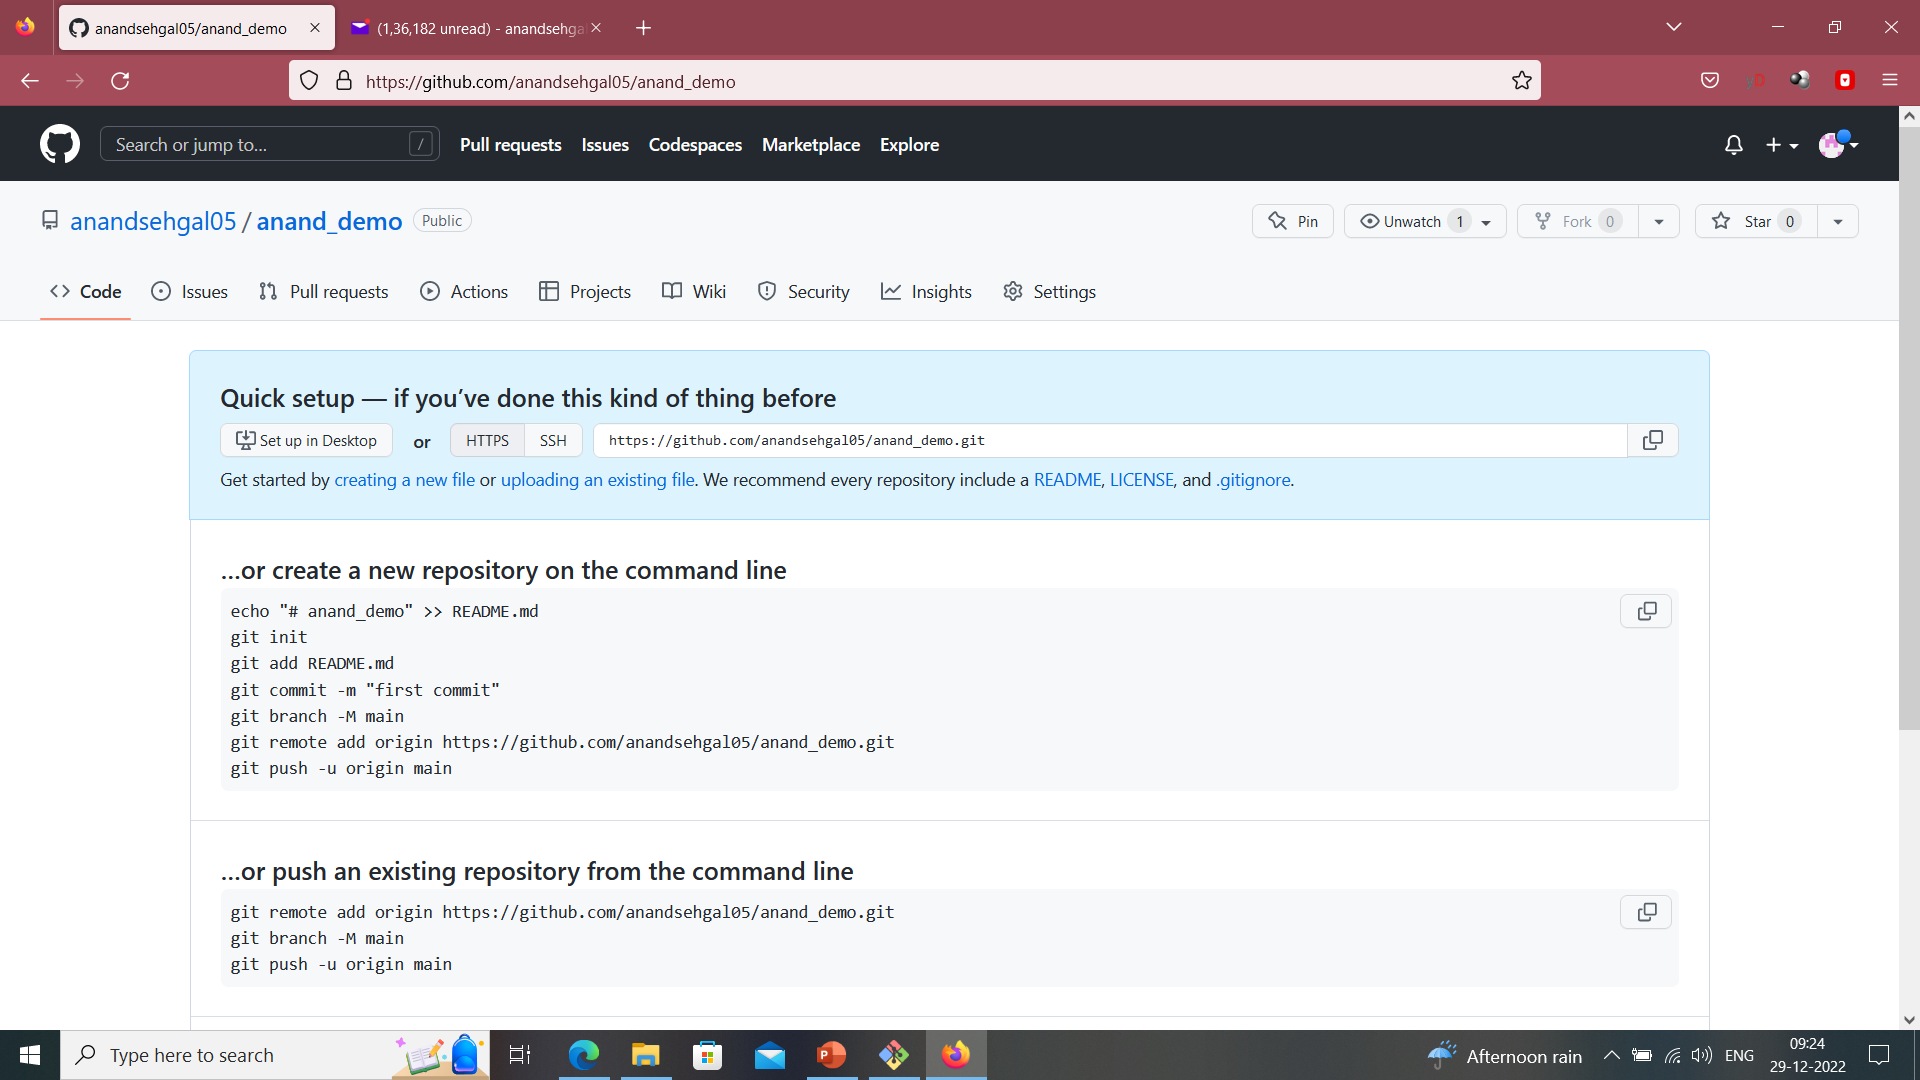 anandsehgal05/anand_demo
(1,36,182 unread) - anandsehga
https://github.com/anandsehgal05/anand_demo
Search or jump to... /
Pull requests Issues Codespaces Marketplace Explore
anandsehgal05 / anand_demo Public
Pin Unwatch 1 Fork 0 Star 0
Code Issues Pull requests Actions Projects Wiki Security Insights Settings
Quick setup — if you’ve done this kind of thing before
Set up in Desktop or HTTPS SSH https://github.com/anandsehgal05/anand_demo.git
Get started by creating a new file or uploading an existing file. We recommend every repository include a README, LICENSE, and .gitignore.
…or create a new repository on the command line
echo "# anand_demo" >> README.md
git init
git add README.md
git commit -m "first commit"
git branch -M main
git remote add origin https://github.com/anandsehgal05/anand_demo.git
git push -u origin main
…or push an existing repository from the command line
git remote add origin https://github.com/anandsehgal05/anand_demo.git
git branch -M main
git push -u origin main
Type here to search
Afternoon rain
ENG
09:24
29-12-2022